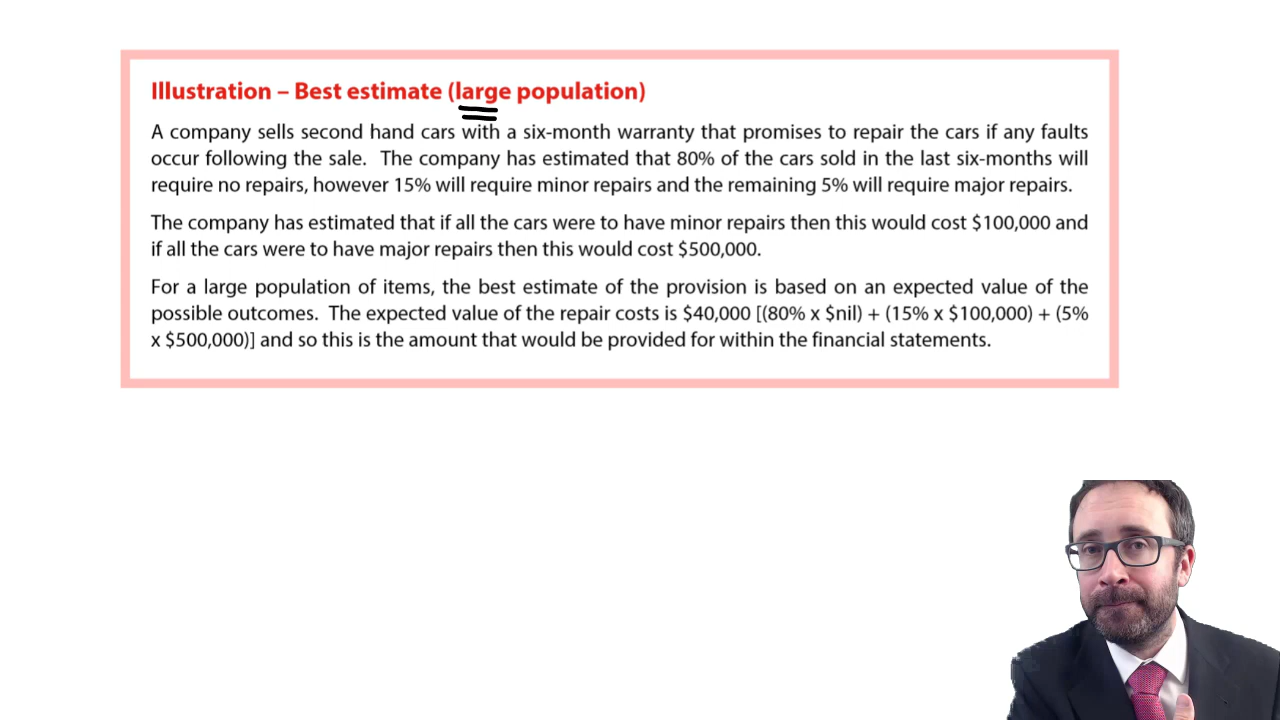 Illustration – Best estimate (large population)
A company sells second hand cars with a six-month warranty that promises to repair the cars if any faults
occur following the sale. The company has estimated that 80% of the cars sold in the last six-months will
require no repairs, however 15% will require minor repairs and the remaining 5% will require major repairs.
The company has estimated that if all the cars were to have minor repairs then this would cost $100,000 and
if all the cars were to have major repairs then this would cost $500,000.
For a large population of items, the best estimate of the provision is based on an expected value of the
possible outcomes. The expected value of the repair costs is $40,000 [(80% x $nil) + (15% x $100,000) + (5%
x $500,000)] and so this is the amount that would be provided for within the financial statements.